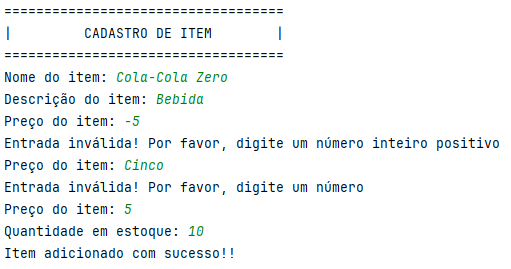 ===================================
|         CADASTRO DE ITEM        |
===================================
Nome do item: Cola-Cola Zero
Descrição do item: Bebida
Preço do item: -5
Entrada inválida! Por favor, digite um número inteiro positivo
Preço do item: Cinco
Entrada inválida! Por favor, digite um número
Preço do item: 5
Quantidade em estoque: 10
Item adicionado com sucesso!!